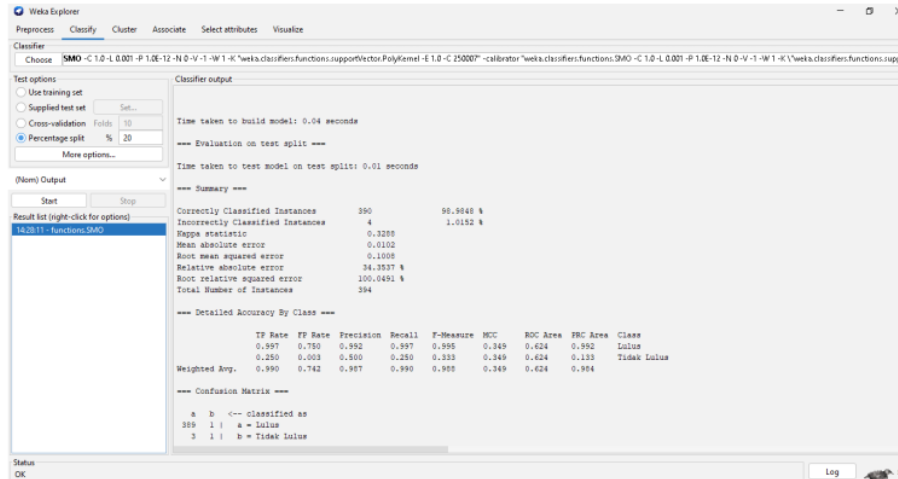 Weka Explorer
Preprocess Classify Cluster Associate Select attributes Visualize
Classifier
Choose SMO -C 1.0 -L 0.001 -P 1.0E-12 -N 0 -V -1 -W 1 -K "weka.classifiers.functions.supportVector.PolyKernel -E 1.0 -C 250007" -calibrator "weka.classifiers.functions.SMO -C 1.0 -L 0.001 -P 1.0E-12 -N 0 -V -1 -W 1 -K \"weka.classifiers.functions.supp
Test options
Use training set
Supplied test set Set...
Cross-validation Folds 10
Percentage split % 20
More options...
(Nom) Output
Start Stop
Result list (right-click for options)
14:28:11 - functions.SMO
Classifier output
Time taken to build model: 0.04 seconds
=== Evaluation on test split ===
Time taken to test model on test split: 0.01 seconds
=== Summary ===
Correctly Classified Instances 390 98.9848 %
Incorrectly Classified Instances 4 1.0152 %
Kappa statistic 0.3288
Mean absolute error 0.0102
Root mean squared error 0.1008
Relative absolute error 34.3537 %
Root relative squared error 100.0491 %
Total Number of Instances 394
=== Detailed Accuracy By Class ===
TP Rate FP Rate Precision Recall F-Measure MCC ROC Area PRC Area Class
0.997 0.750 0.992 0.997 0.995 0.349 0.624 0.992 Lulus
0.250 0.003 0.500 0.250 0.333 0.349 0.624 0.133 Tidak Lulus
Weighted Avg. 0.990 0.742 0.987 0.990 0.988 0.349 0.624 0.984
=== Confusion Matrix ===
a b <-- classified as
389 1 | a = Lulus
3 1 | b = Tidak Lulus
Status
OK
Log